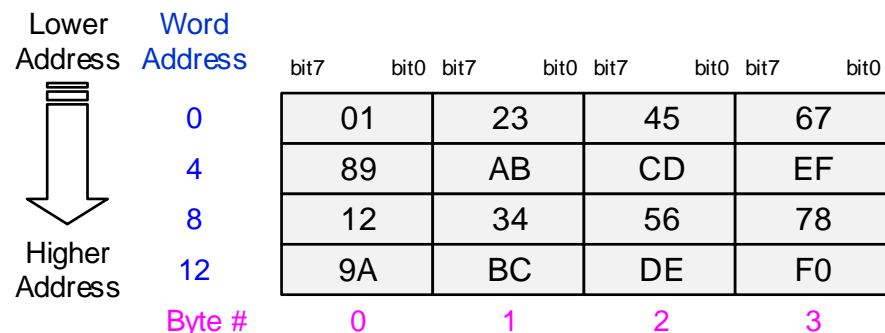 Lower Word
Address Address
bit7 bit0 bit7 bit0 bit7 bit0 bit7 bit0
0 01 23 45 67
4 89 AB CD EF
8 12 34 56 78
Higher
Address
12 9A BC DE F0
Byte # 0 1 2 3